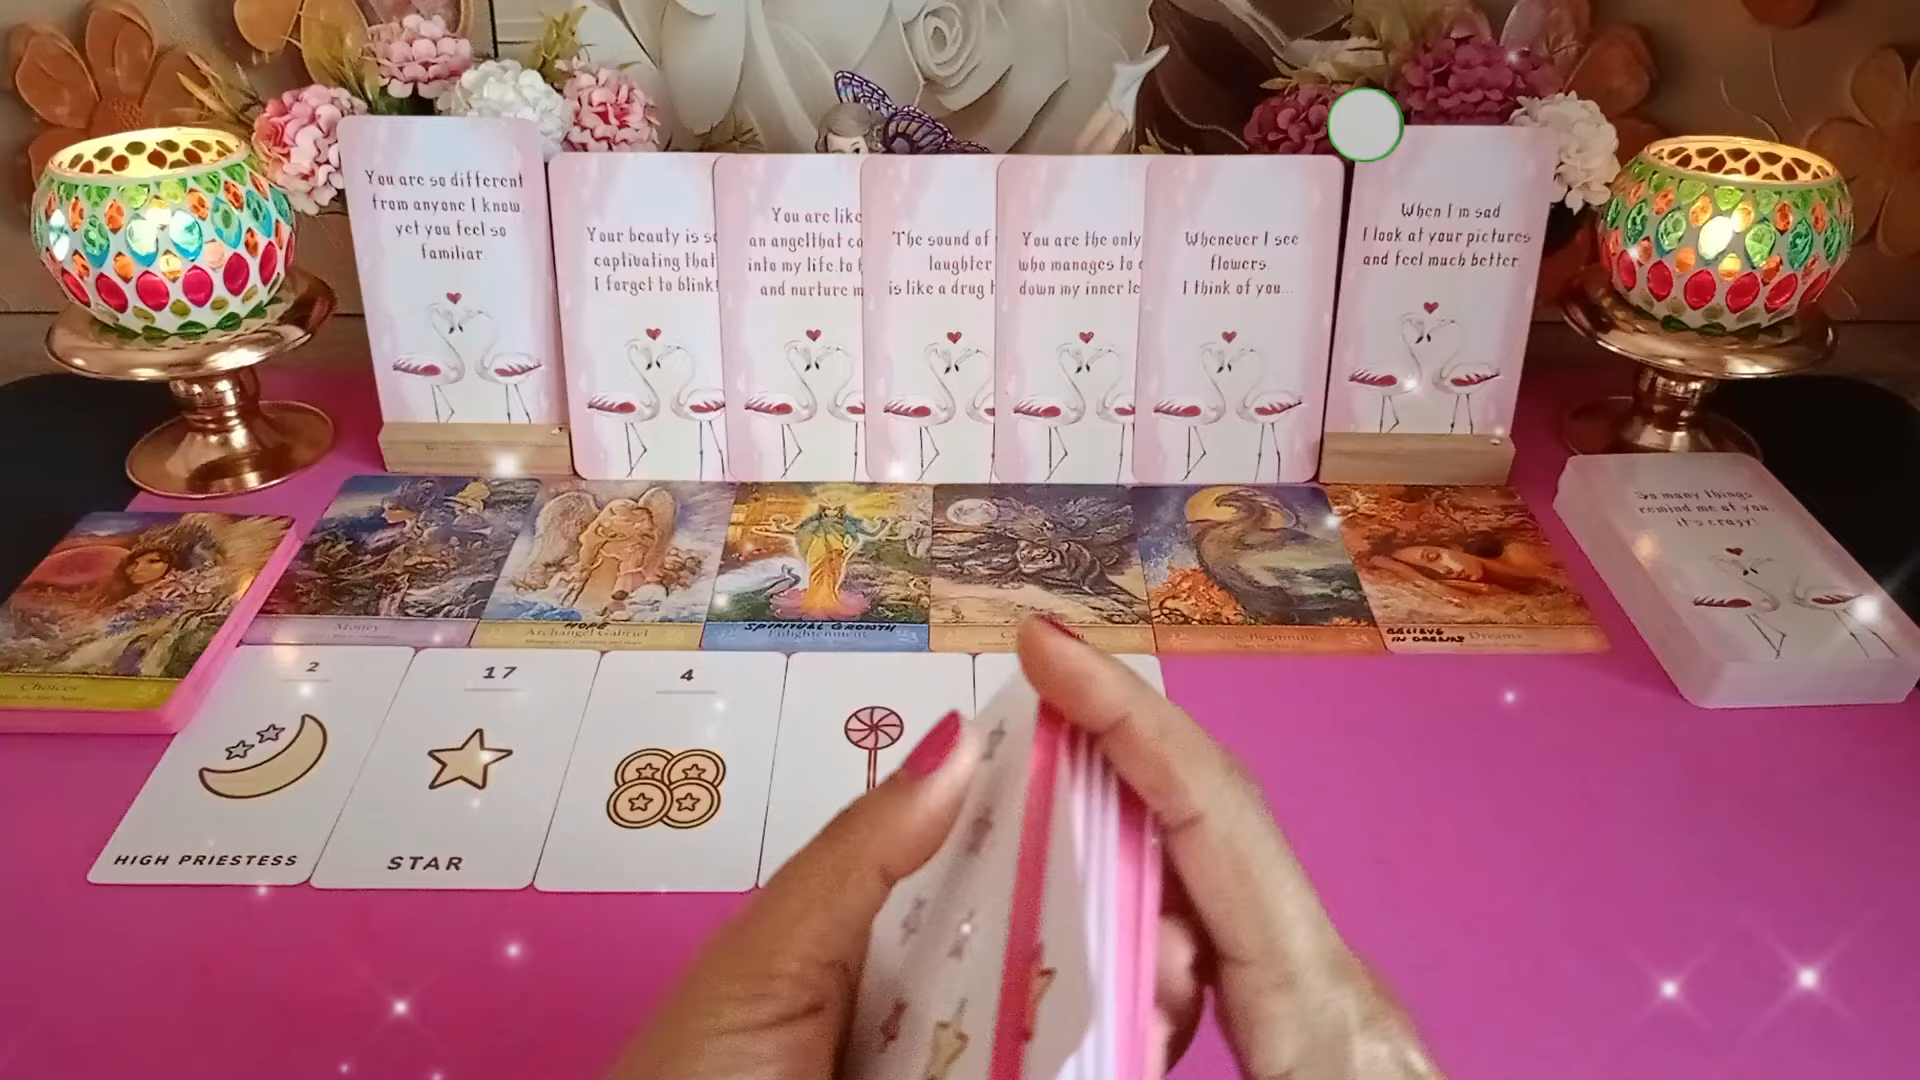 You are so different
from anyone I know,
yet you feel so
familiar.
Your beauty is
captivating that
I forget to blink!
You are like
an angelthat
into my life.to
and nurture
The sound of
laughter
is like a drug
You are the only
who manages to
down my inner
Whenever I see
flowers,
I think of you...
When I'm sad
I look at your pictures
and feel much better.
So many things
remind me of you,
it's crazy!
Choices
Money
HOPE
Archangel Gabriel
SPIRITUAL GROWTH
Enlightenment
New Beginning
BELIEVE
IN DREAMS
Dreams
2
HIGH PRIESTESS
17
STAR
4